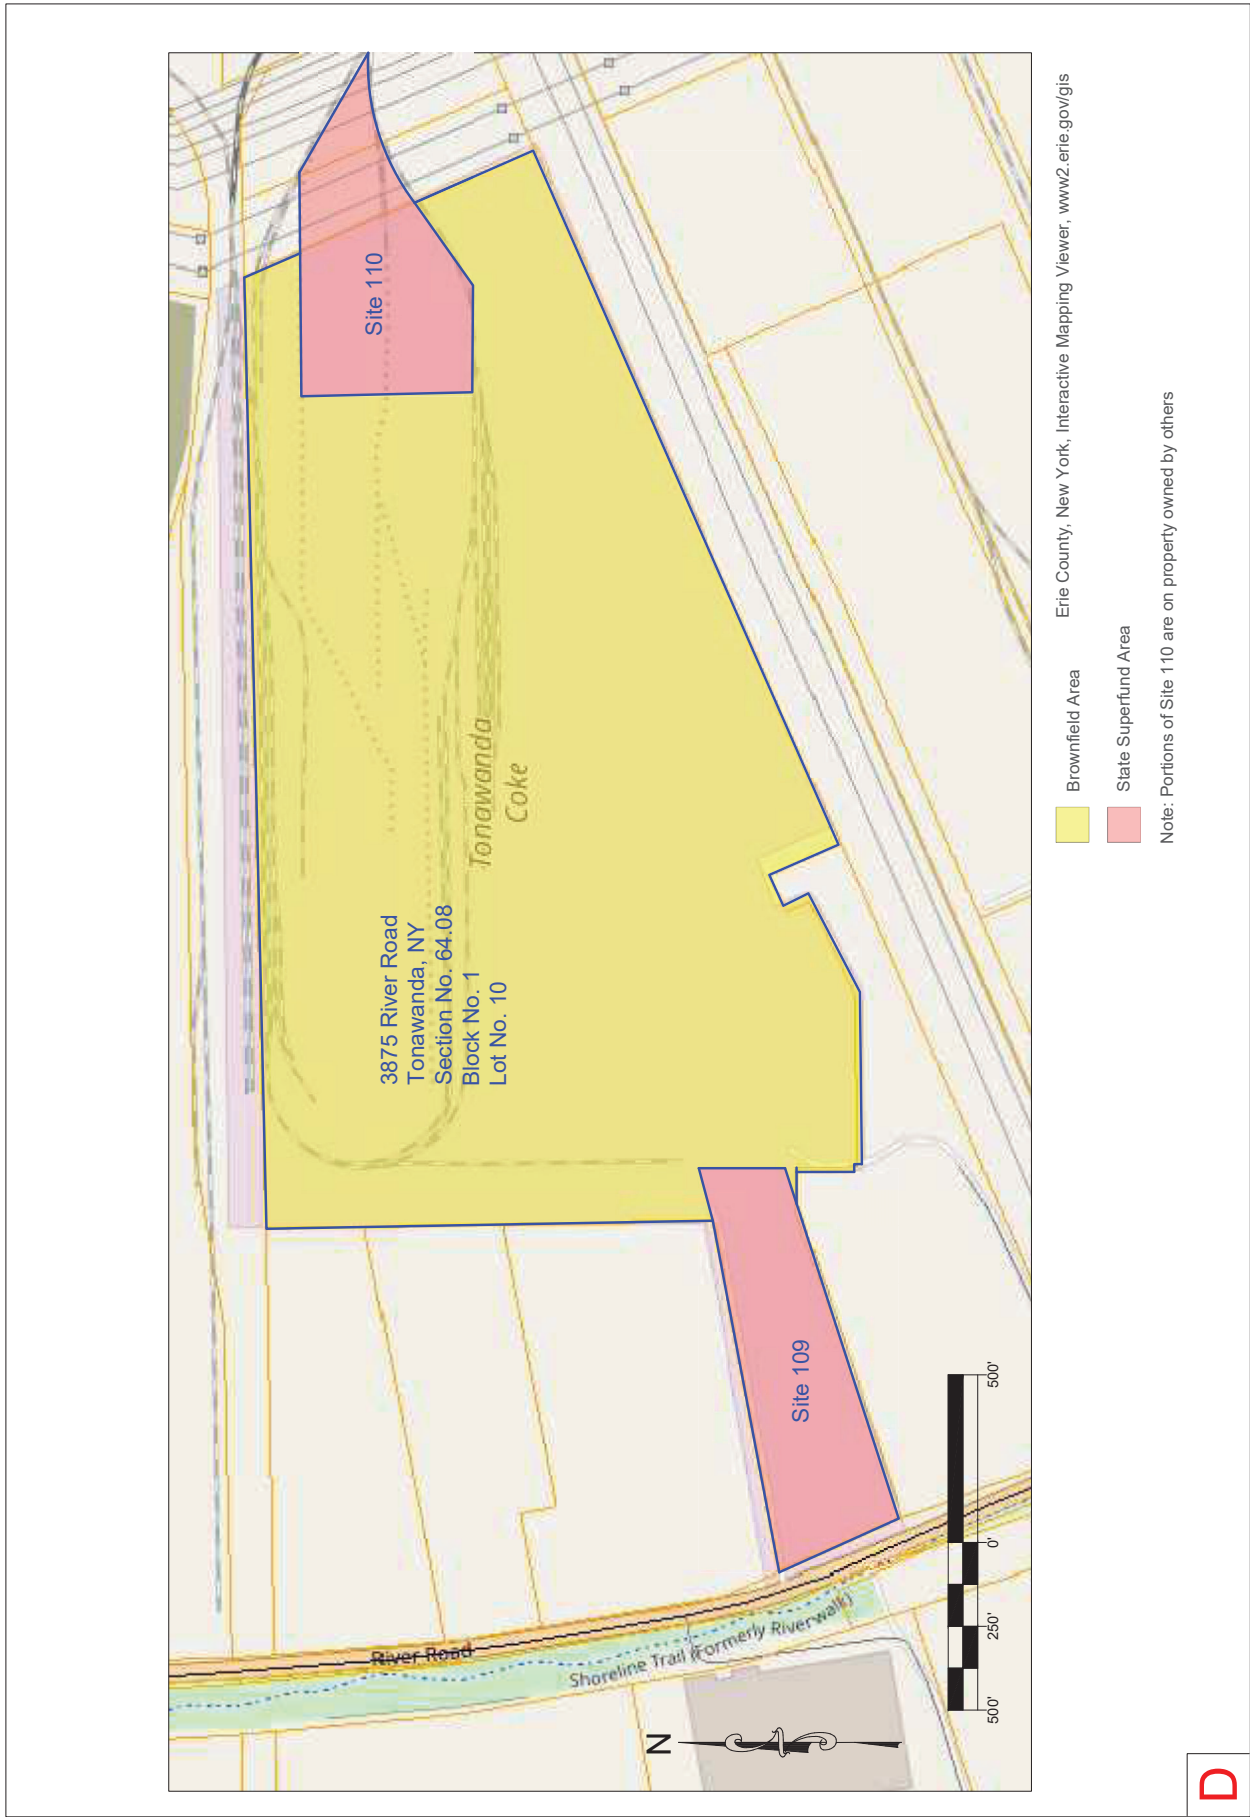 Site 110
3875 River Road
Tonawanda, NY
Section No. 64.08
Block No. 1
Lot No. 10
Tonawanda
Coke
Site 109
River Road
Shoreline Trail (Formerly Riverwalk)
N
500'
250'
0'
500'
Brownfield Area
Erie County, New York, Interactive Mapping Viewer, www2.erie.gov/gis
State Superfund Area
Note: Portions of Site 110 are on property owned by others
D